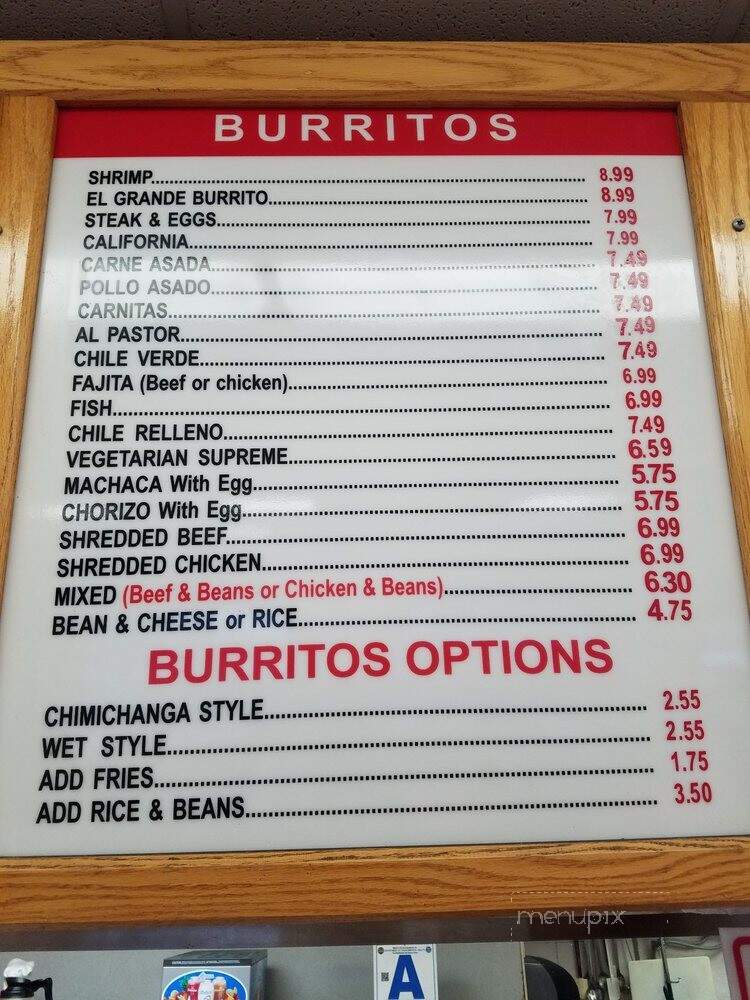 BURRITOS
SHRIMP 8.99
EL GRANDE BURRITO 8.99
STEAK & EGGS 7.99
CALIFORNIA 7.99
CARNE ASADA 7.49
POLLO ASADO 7.49
CARNITAS 7.49
AL PASTOR 7.49
CHILE VERDE 7.49
FAJITA (Beef or chicken) 6.99
FISH 6.99
CHILE RELLENO 7.49
VEGETARIAN SUPREME 6.59
MACHACA With Egg 5.75
CHORIZO With Egg 5.75
SHREDDED BEEF 6.99
SHREDDED CHICKEN 6.99
MIXED (Beef & Beans or Chicken & Beans) 6.30
BEAN & CHEESE or RICE 4.75
BURRITOS OPTIONS
CHIMICHANGA STYLE 2.55
WET STYLE 2.55
ADD FRIES 1.75
ADD RICE & BEANS 3.50
menupix
A